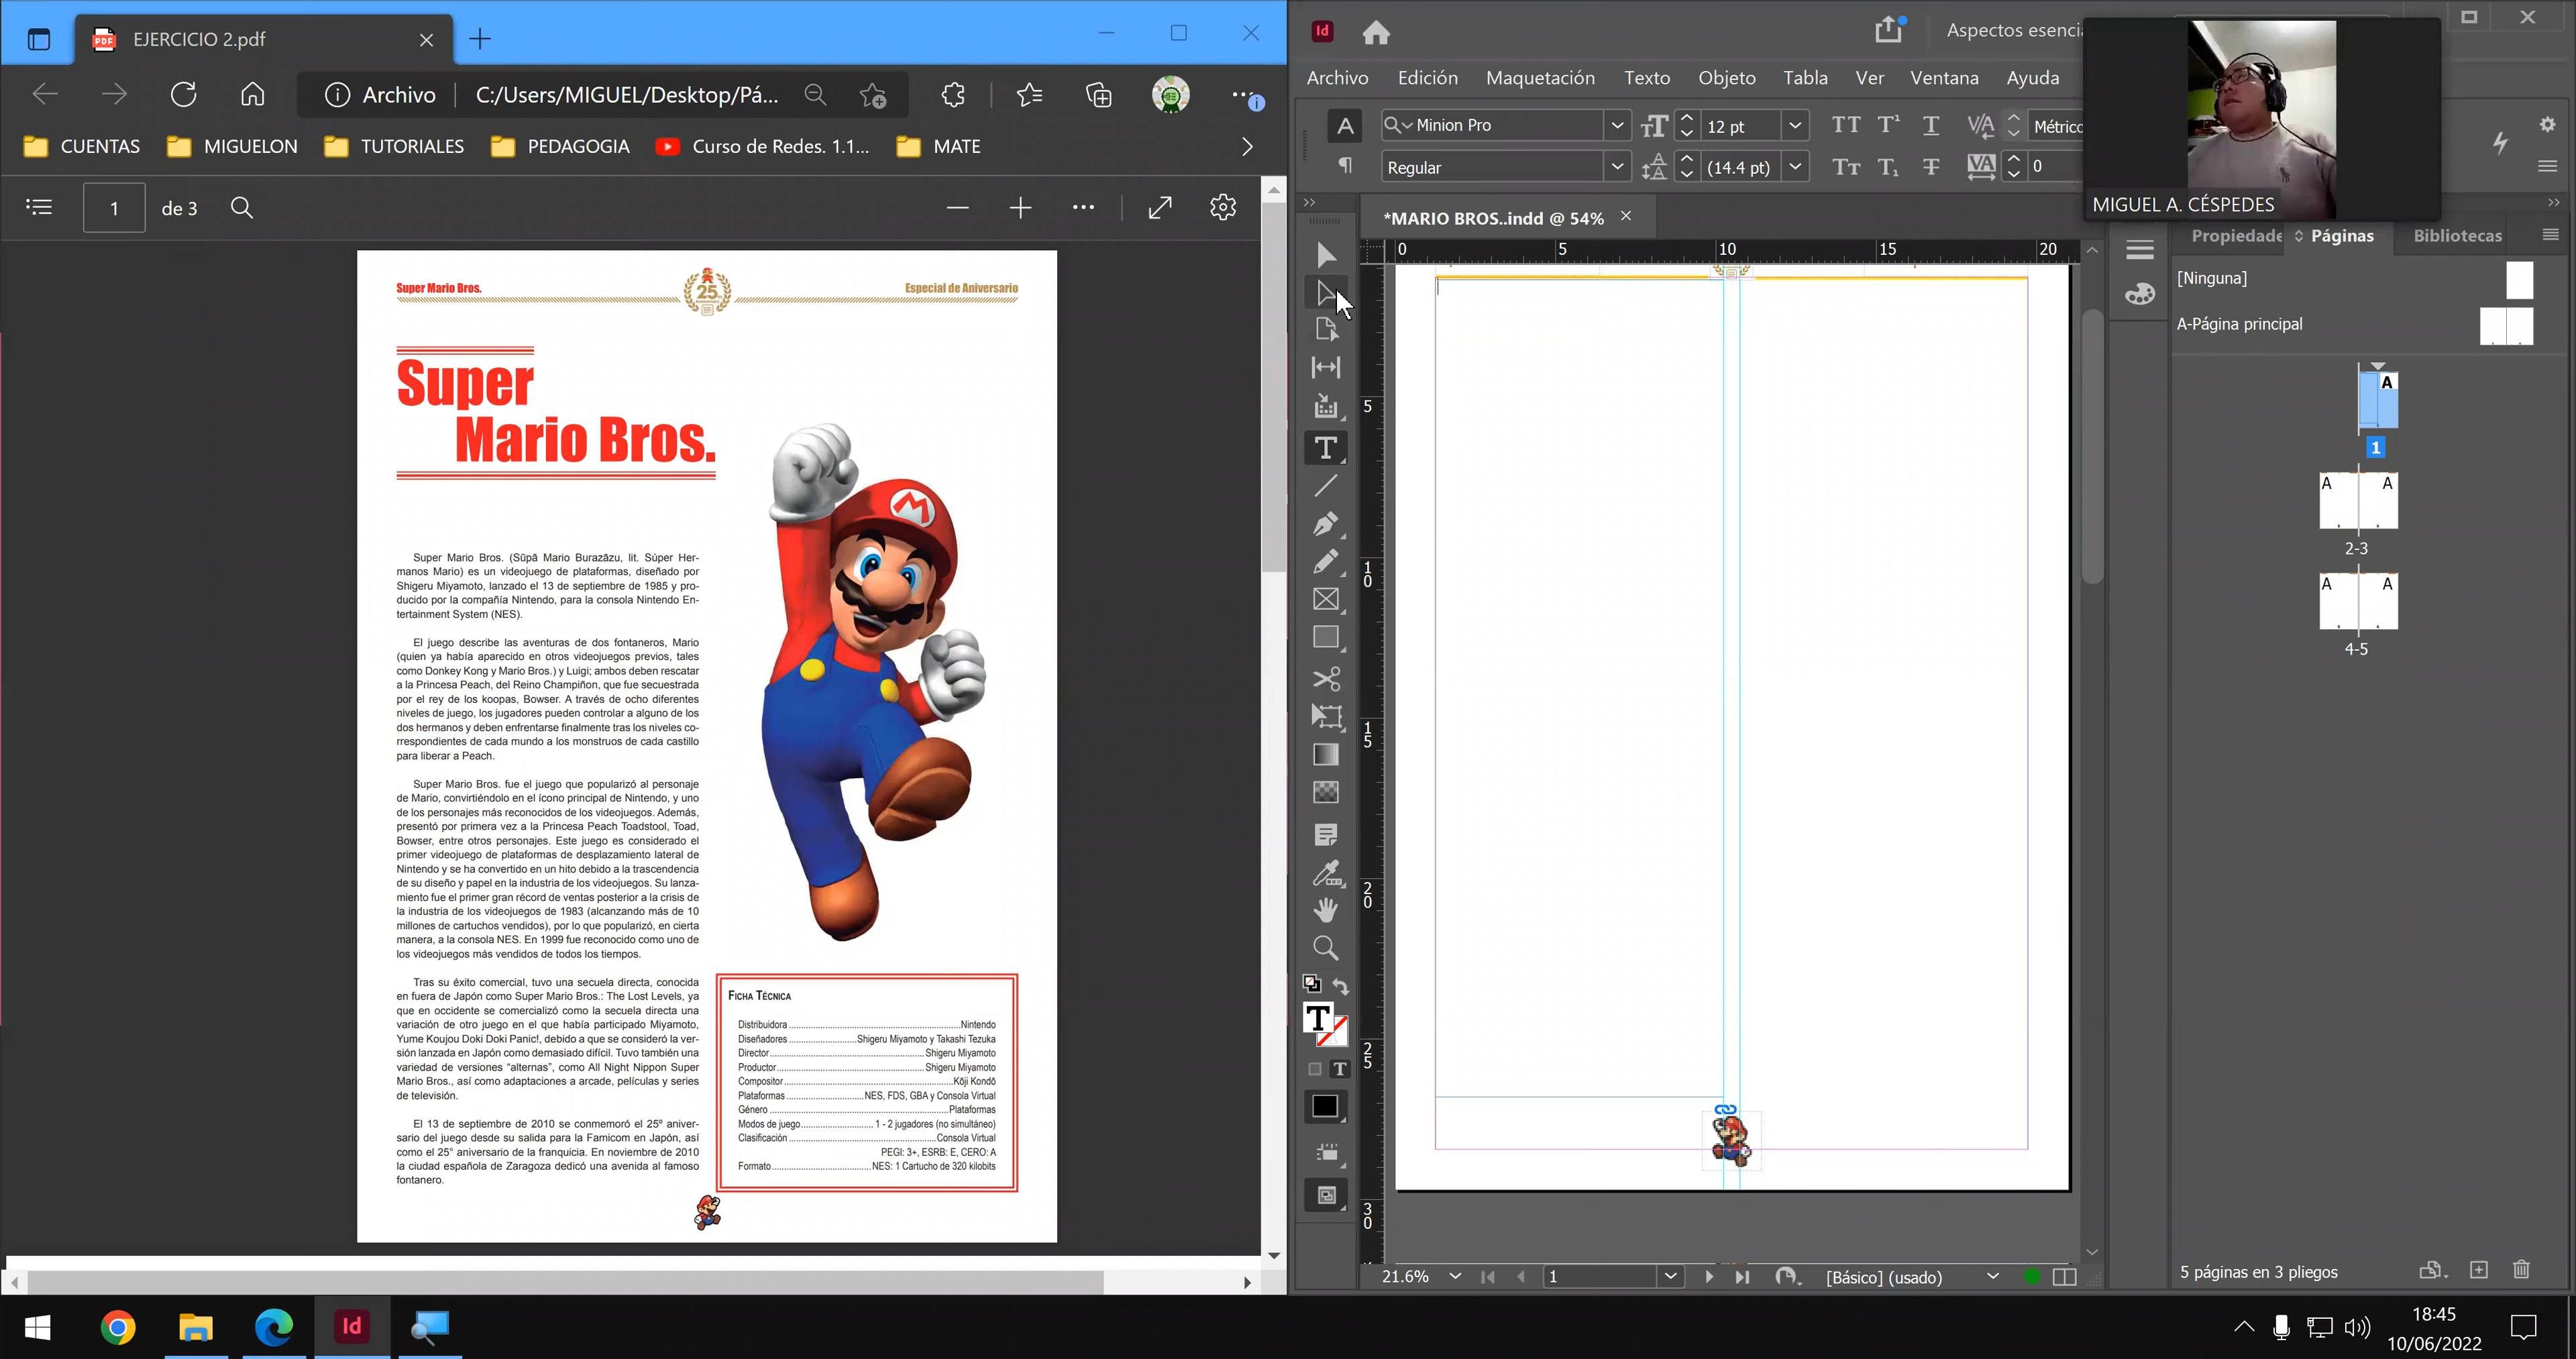 EJERCICIO 2.pdf
Archivo
C:/Users/MIGUEL/Desktop/Pá...
CUENTAS
MIGUELON
TUTORIALES
PEDAGOGIA
Curso de Redes. 1.1...
MATE
1
de 3
Super Mario Bros.
25
Especial de Aniversario
Super
Mario Bros.
Super Mario Bros. (Sūpā Mario Burazāzu, lit. Súper Her-
manos Mario) es un videojuego de plataformas, diseñado por
Shigeru Miyamoto, lanzado el 13 de septiembre de 1985 y pro-
ducido por la compañía Nintendo, para la consola Nintendo En-
tertainment System (NES).
El juego describe las aventuras de dos fontaneros, Mario
(quien ya había aparecido en otros videojuegos previos, tales
como Donkey Kong y Mario Bros.) y Luigi; ambos deben rescatar
a la Princesa Peach, del Reino Champiñon, que fue secuestrada
por el rey de los koopas, Bowser. A través de ocho diferentes
niveles de juego, los jugadores pueden controlar a alguno de los
dos hermanos y deben enfrentarse finalmente tras los niveles co-
rrespondientes de cada mundo a los monstruos de cada castillo
para liberar a Peach.
Super Mario Bros. fue el juego que popularizó al personaje
de Mario, convirtiéndolo en el ícono principal de Nintendo, y uno
de los personajes más reconocidos de los videojuegos. Además,
presentó por primera vez a la Princesa Peach Toadstool, Toad,
Bowser, entre otros personajes. Este juego es considerado el
primer videojuego de plataformas de desplazamiento lateral de
Nintendo y se ha convertido en un hito debido a la trascendencia
de su diseño y papel en la industria de los videojuegos. Su lanza-
miento fue el primer gran récord de ventas posterior a la crisis de
la industria de los videojuegos de 1983 (alcanzando más de 10
millones de cartuchos vendidos), por lo que popularizó, en cierta
manera, a la consola NES. En 1999 fue reconocido como uno de
los videojuegos más vendidos de todos los tiempos.
Tras su éxito comercial, tuvo una secuela directa, conocida
en fuera de Japón como Super Mario Bros.: The Lost Levels, ya
que en occidente se comercializó como la secuela directa una
variación de otro juego en el que había participado Miyamoto,
Yume Koujou Doki Doki Panic!, debido a que se consideró la ver-
sión lanzada en Japón como demasiado difícil. Tuvo también una
variedad de versiones "alternas", como All Night Nippon Super
Mario Bros., así como adaptaciones a arcade, películas y series
de televisión.
El 13 de septiembre de 2010 se conmemoró el 25º aniver-
sario del juego desde su salida para la Famicom en Japón, así
como el 25° aniversario de la franquicia. En noviembre de 2010
la ciudad española de Zaragoza dedicó una avenida al famoso
fontanero.
Ficha Técnica
Distribuidora Nintendo
Diseñadores Shigeru Miyamoto y Takashi Tezuka
Director Shigeru Miyamoto
Productor Shigeru Miyamoto
Compositor Kōji Kondō
Plataformas NES, FDS, GBA y Consola Virtual
Género Plataformas
Modos de juego 1 - 2 jugadores (no simultáneo)
Clasificación Consola Virtual
PEGI: 3+, ESRB: E, CERO: A
Formato NES: 1 Cartucho de 320 kilobits
Id
Aspectos esencia
Archivo Edición Maquetación Texto Objeto Tabla Ver Ventana Ayuda
Minion Pro
12 pt
Métrico
Regular
(14.4 pt)
0
MIGUEL A. CÉSPEDES
*MARIO BROS..indd @ 54%
0 5 10 15 20
5
10
15
20
25
30
Propiedade
Páginas
Bibliotecas
[Ninguna]
A-Página principal
A
1
A A
2-3
A A
4-5
21.6%
1
[Básico] (usado)
5 páginas en 3 pliegos
18:45
10/06/2022